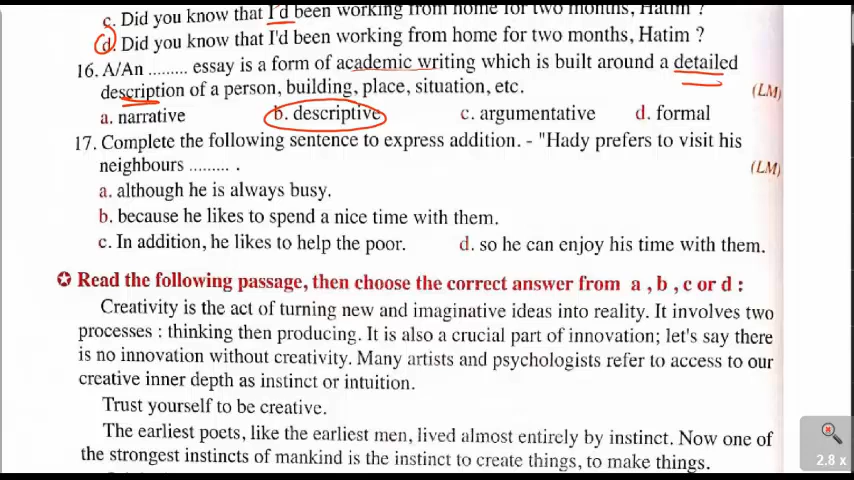 c. Did you know that I'd been working from home for two months, Hatim ?
d. Did you know that I'd been working from home for two months, Hatim ?
16. A/An ......... essay is a form of academic writing which is built around a detailed
description of a person, building, place, situation, etc. (LM)
a. narrative b. descriptive c. argumentative d. formal
17. Complete the following sentence to express addition. - "Hady prefers to visit his
neighbours ......... . (LM)
a. although he is always busy.
b. because he likes to spend a nice time with them.
c. In addition, he likes to help the poor. d. so he can enjoy his time with them.
✪ Read the following passage, then choose the correct answer from a , b , c or d :
Creativity is the act of turning new and imaginative ideas into reality. It involves two
processes : thinking then producing. It is also a crucial part of innovation; let's say there
is no innovation without creativity. Many artists and psychologists refer to access to our
creative inner depth as instinct or intuition.
Trust yourself to be creative.
The earliest poets, like the earliest men, lived almost entirely by instinct. Now one of
the strongest instincts of mankind is the instinct to create things, to make things.
2.8 x